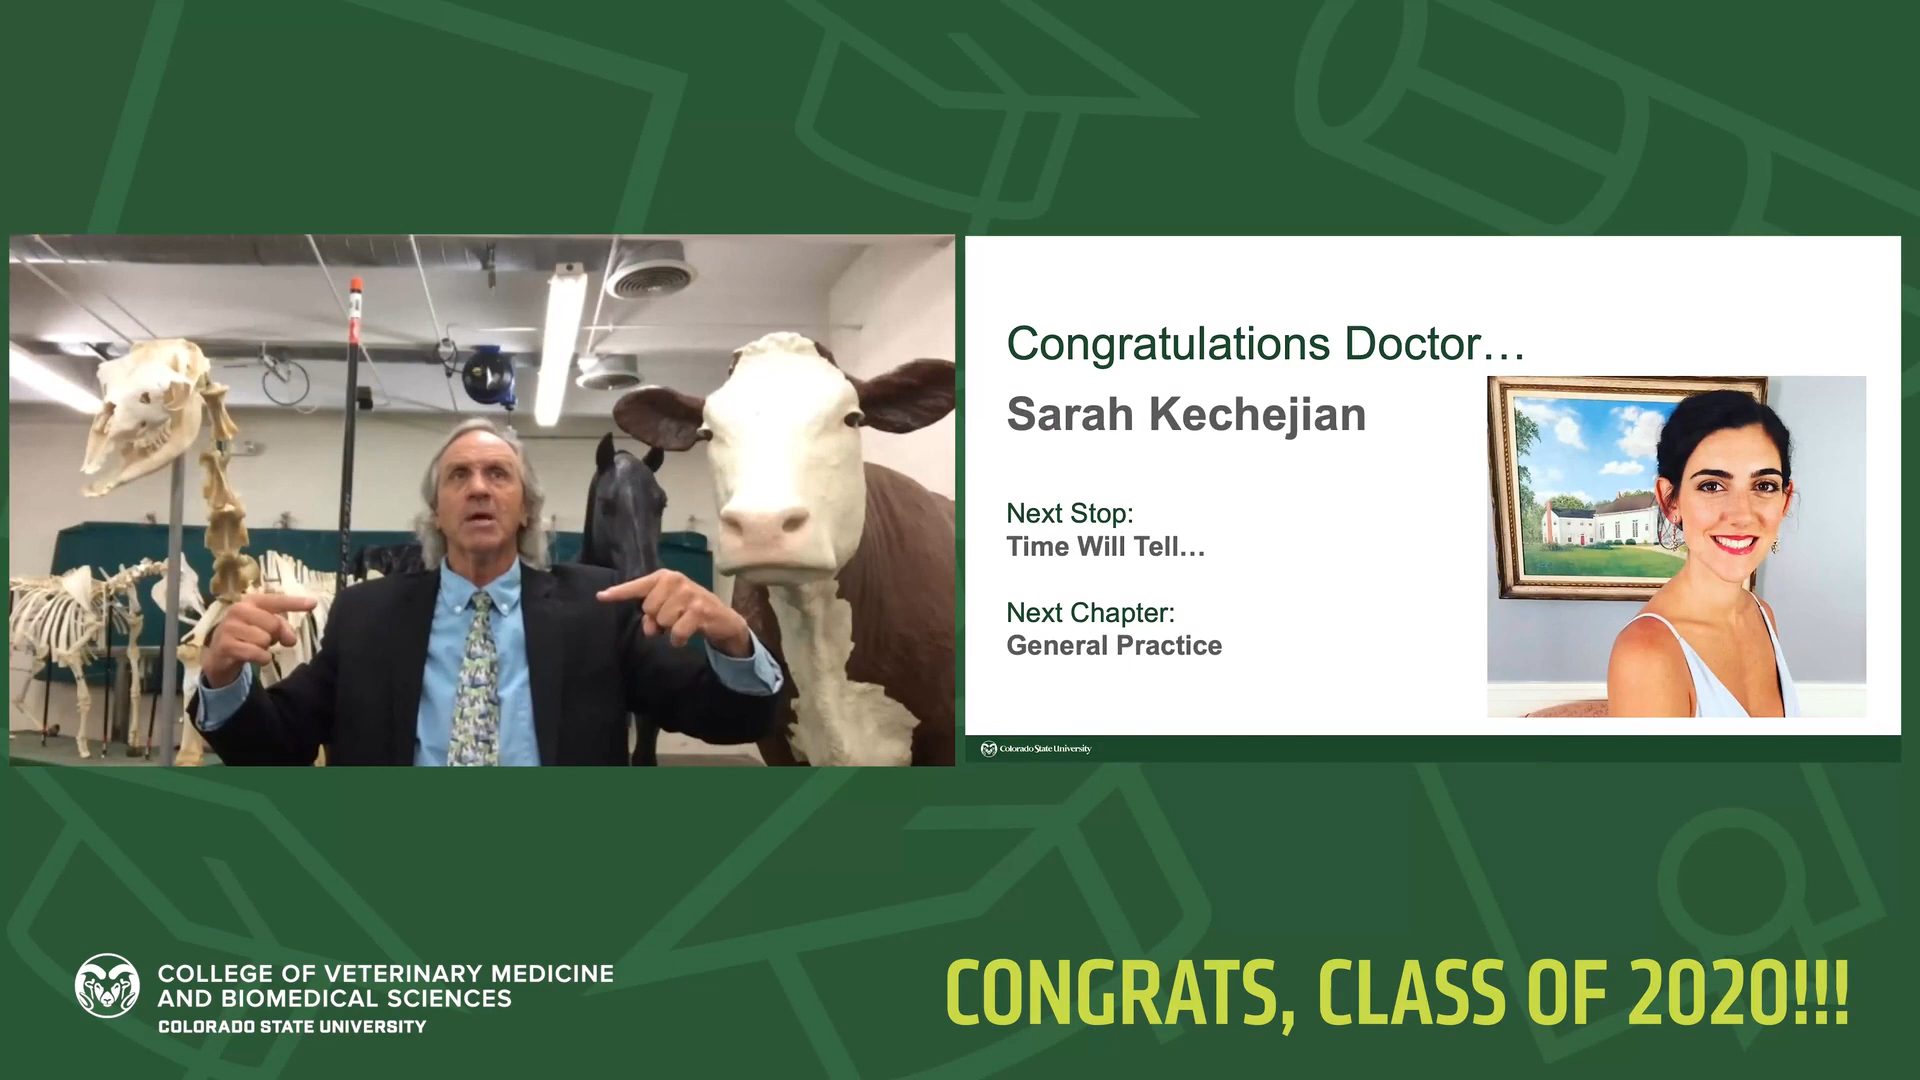 Congratulations Doctor…
Sarah Kechejian
Next Stop:
Time Will Tell…
Next Chapter:
General Practice
Colorado State University
COLLEGE OF VETERINARY MEDICINE
AND BIOMEDICAL SCIENCES
COLORADO STATE UNIVERSITY
CONGRATS, CLASS OF 2020!!!